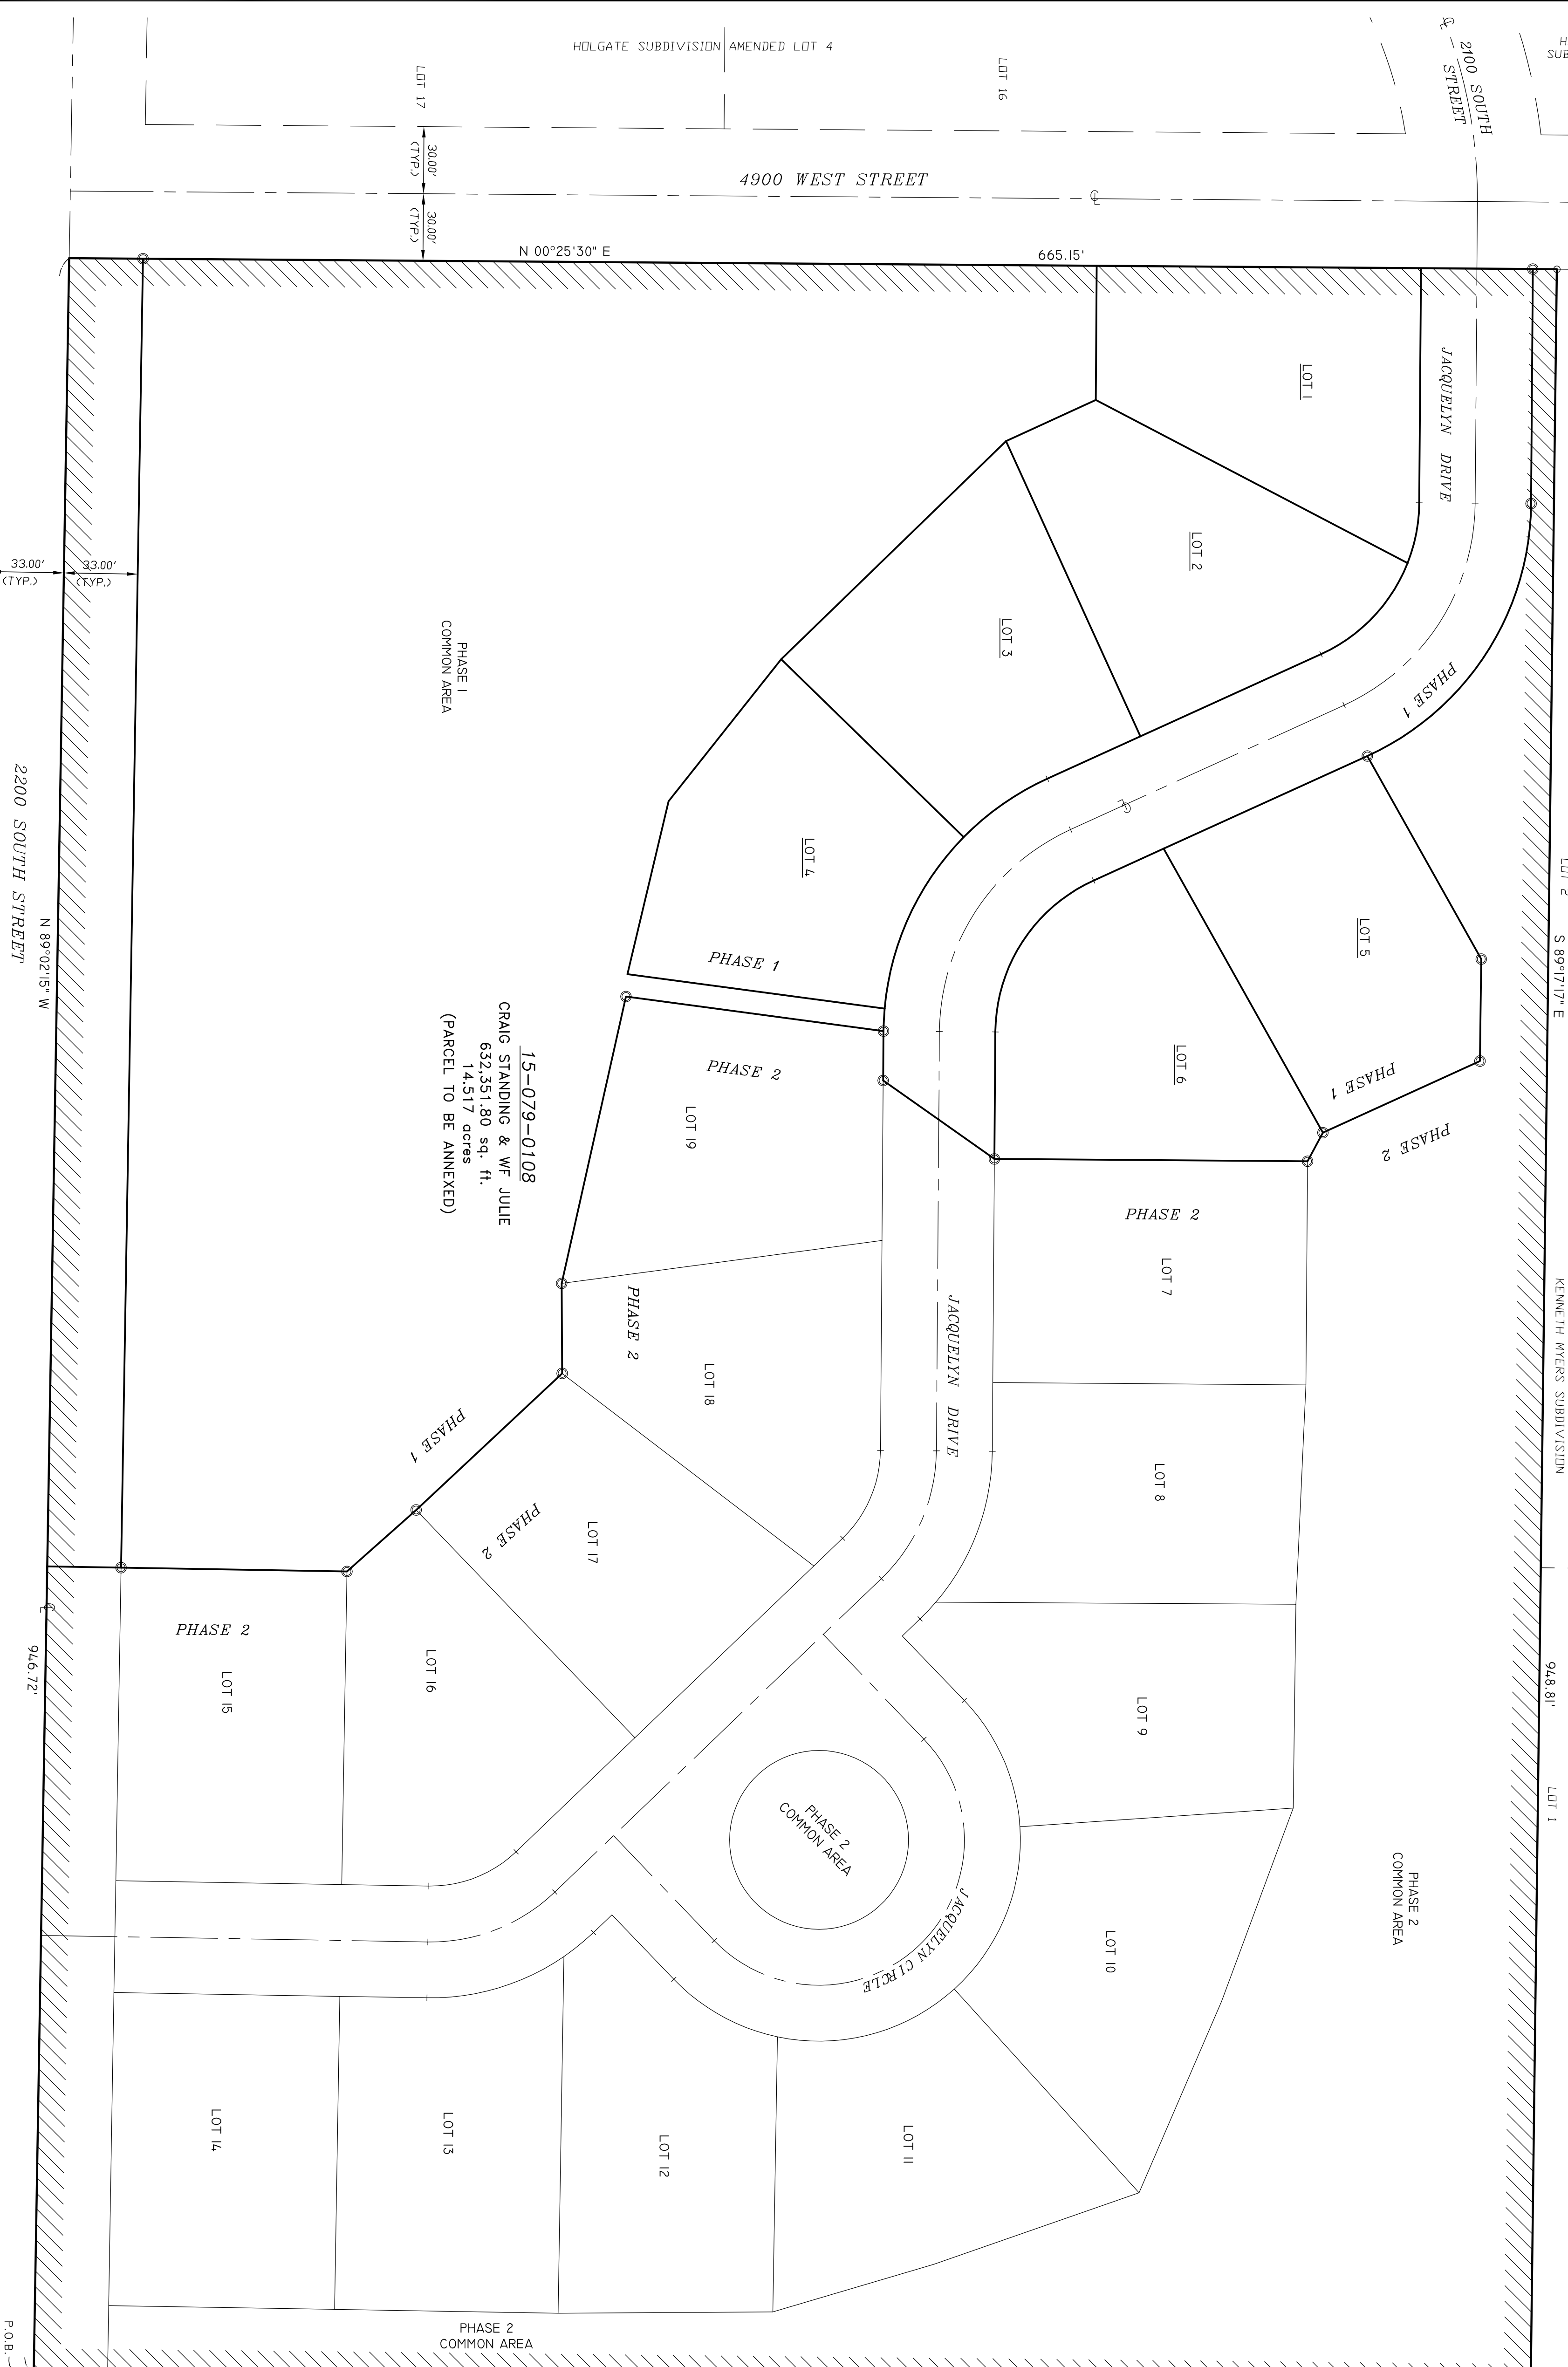 HOLGATE SUBDIVISION AMENDED LOT 4
LOT 17
LOT 16
2100 SOUTH
STREET
H
SUB
30.00'
(TYP.)
30.00'
(TYP.)
4900 WEST STREET
℄
N 00°25'30" E
665.15'
LOT 1
JACQUELYN DRIVE
LOT 2
LOT 3
33.00'
(TYP.)
33.00'
(TYP.)
PHASE 1
COMMON AREA
PHASE 1
2200 SOUTH STREET
N 89°02'15" W
LOT 4
℄
LOT 2
S 89°17'17" E
LOT 5
PHASE 1
PHASE 2
LOT 19
LOT 6
PHASE 1
PHASE 2
15-079-0108
CRAIG STANDING & WF JULIE
632,351.80 sq. ft.
14.517 acres
(PARCEL TO BE ANNEXED)
PHASE 2
LOT 7
KENNETH MYERS SUBDIVISION
PHASE 2
LOT 18
JACQUELYN DRIVE
PHASE 1
PHASE 2
LOT 17
LOT 8
℄
946.72'
PHASE 2
LOT 15
LOT 16
LOT 9
948.81'
LOT 1
PHASE 2
COMMON AREA
JACQUELYN CIRCLE
LOT 10
PHASE 2
COMMON AREA
LOT 14
LOT 13
LOT 12
LOT 11
PHASE 2
COMMON AREA
P.O.B.